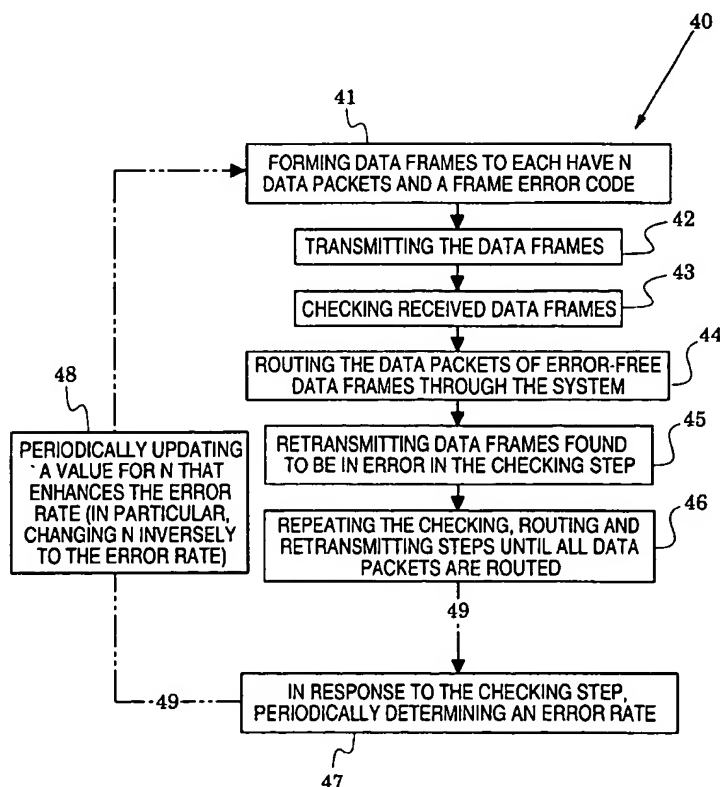 40
41
FORMING DATA FRAMES TO EACH HAVE N
DATA PACKETS AND A FRAME ERROR CODE
42
TRANSMITTING THE DATA FRAMES
43
CHECKING RECEIVED DATA FRAMES
44
ROUTING THE DATA PACKETS OF ERROR-FREE
DATA FRAMES THROUGH THE SYSTEM
45
RETRANSMITTING DATA FRAMES FOUND
TO BE IN ERROR IN THE CHECKING STEP
46
REPEATING THE CHECKING, ROUTING AND
RETRANSMITTING STEPS UNTIL ALL DATA
PACKETS ARE ROUTED
48
PERIODICALLY UPDATING
A VALUE FOR N THAT
ENHANCES THE ERROR
RATE (IN PARTICULAR,
CHANGING N INVERSELY
TO THE ERROR RATE)
49
49
IN RESPONSE TO THE CHECKING STEP,
PERIODICALLY DETERMINING AN ERROR RATE
47